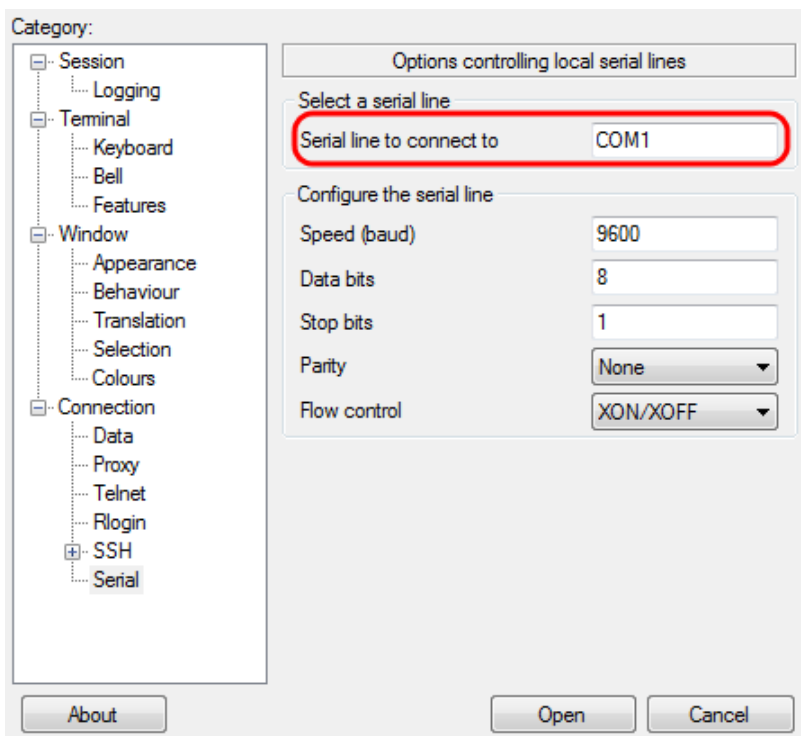 Category:
Session
Logging
Terminal
Keyboard
Bell
Features
Window
Appearance
Behaviour
Translation
Selection
Colours
Connection
Data
Proxy
Telnet
Rlogin
SSH
Serial
Options controlling local serial lines
Select a serial line
Serial line to connect to COM1
Configure the serial line
Speed (baud) 9600
Data bits 8
Stop bits 1
Parity None
Flow control XON/XOFF
About Open Cancel